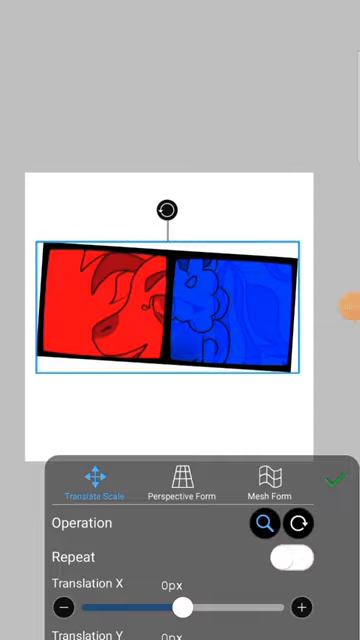 Translate Scale
Perspective Form
Mesh Form
Operation
Repeat
Translation X 0px
Translation Y 0px